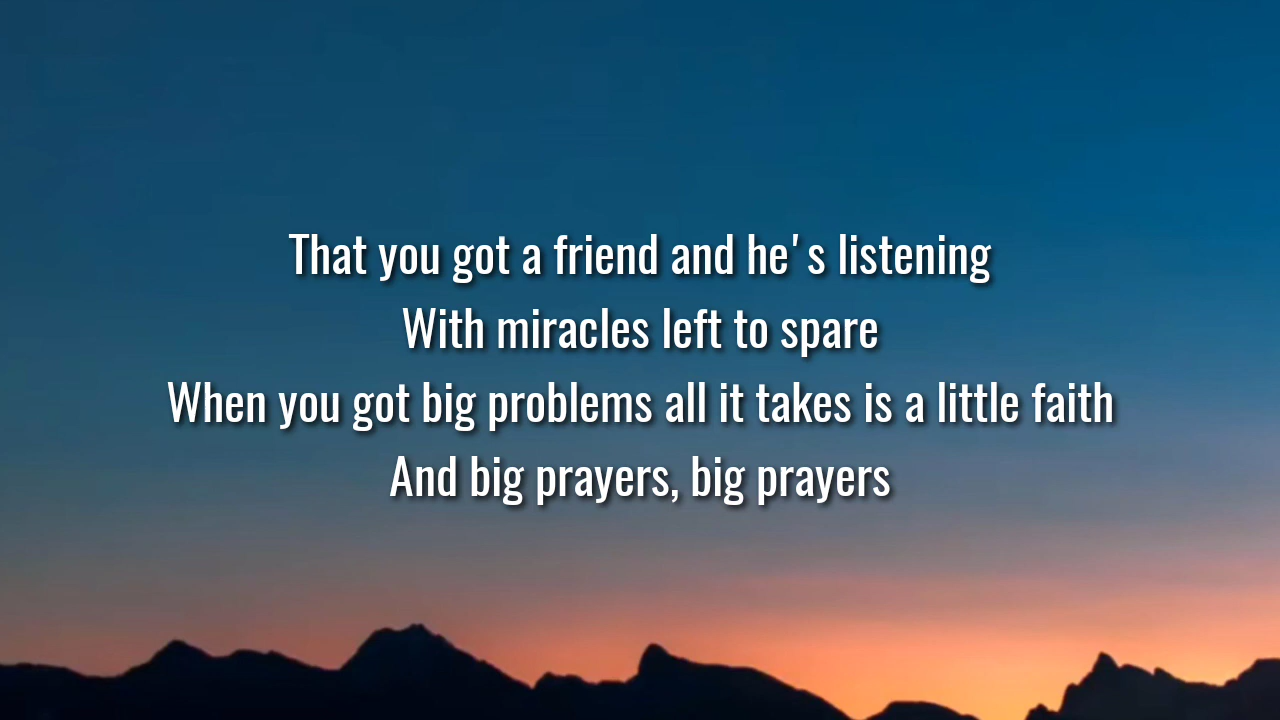 That you got a friend and he's listening
With miracles left to spare
When you got big problems all it takes is a little faith
And big prayers, big prayers